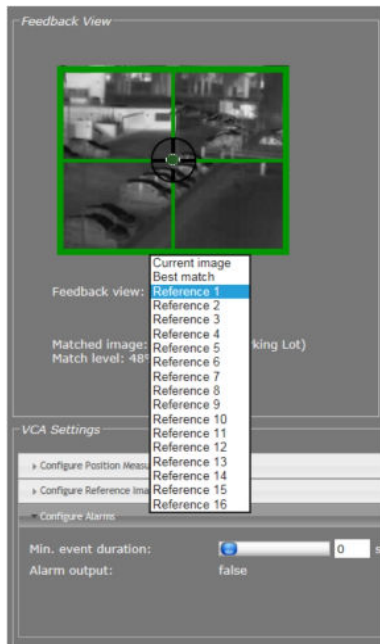 Feedback View
Current image
Best match
Feedback view: Reference 1
Reference 2
Reference 3
Reference 4
Matched image: Reference 5 king Lot)
Match level: 48 Reference 6
Reference 7
Reference 8
Reference 9
Reference 10
Reference 11
VCA Settings Reference 12
Reference 13
Configure Position Measu Reference 14
Reference 15
Configure Reference Ima Reference 16
Configure Alarms
Min. event duration: 0 s
Alarm output: false